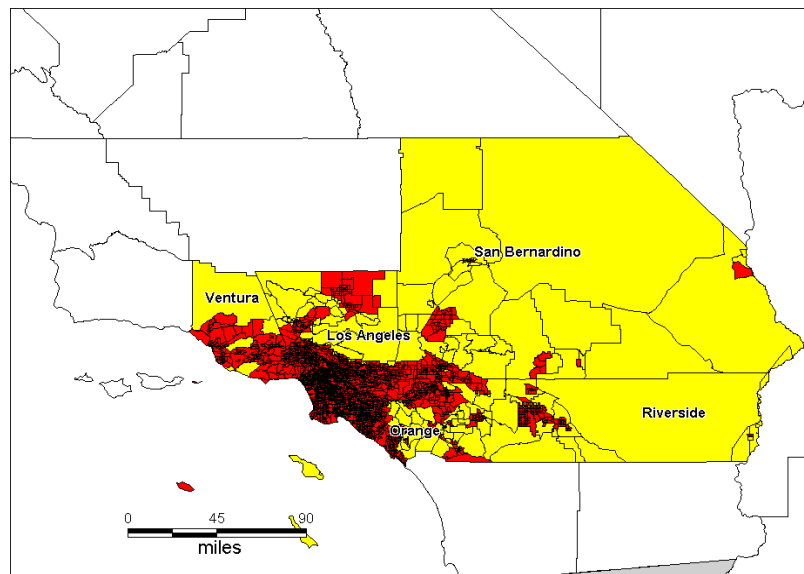 San Bernardino
Ventura
Los Angeles
Riverside
Orange
0 45 90
miles